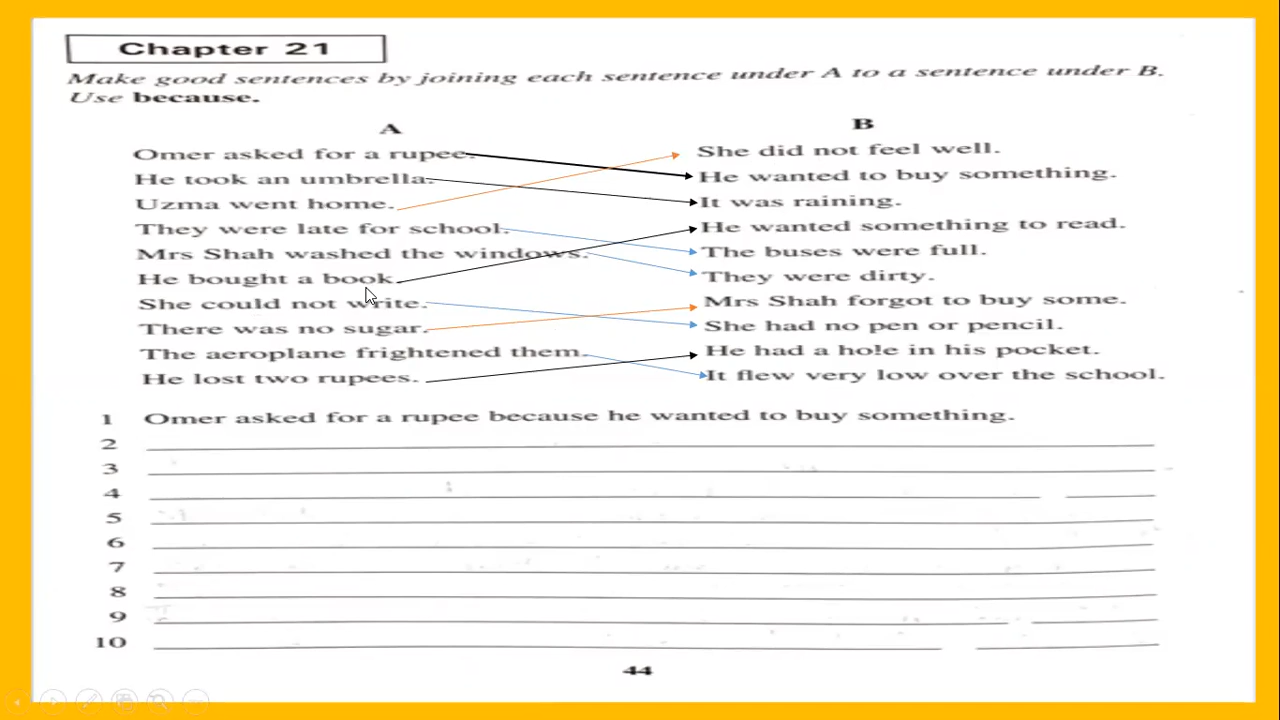 Chapter 21
Make good sentences by joining each sentence under A to a sentence under B.
Use because.
A
B
Omer asked for a rupee.
She did not feel well.
He took an umbrella.
He wanted to buy something.
Uzma went home.
It was raining.
They were late for school.
He wanted something to read.
Mrs Shah washed the windows.
The buses were full.
He bought a book.
They were dirty.
She could not write.
Mrs Shah forgot to buy some.
There was no sugar.
She had no pen or pencil.
The aeroplane frightened them.
He had a hole in his pocket.
He lost two rupees.
It flew very low over the school.
1 Omer asked for a rupee because he wanted to buy something.
2
3
4
5
6
7
8
9
10
44